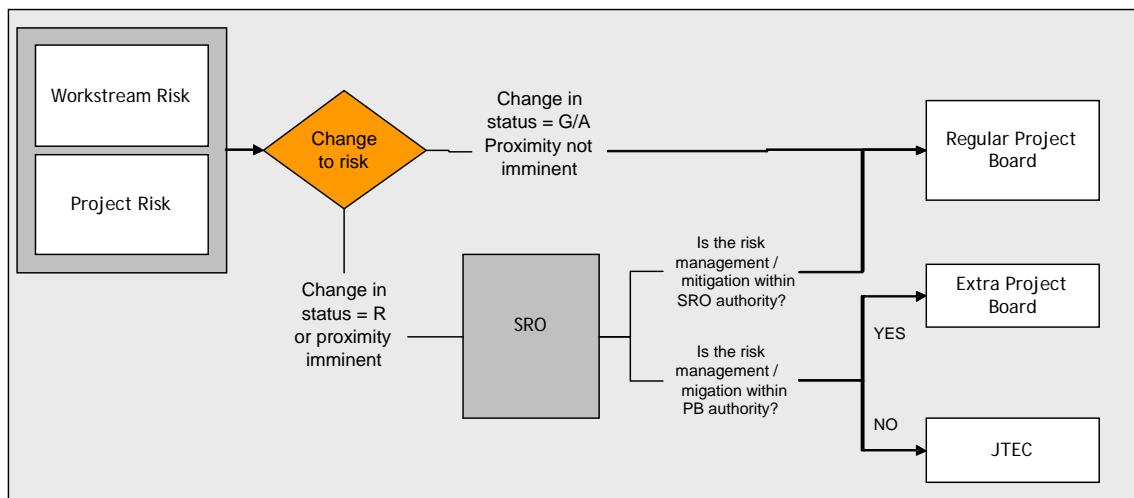 Workstream Risk
Project Risk
Change
to risk
Change in
status = G/A
Proximity not
imminent
Regular Project
Board
Change in
status = R
or proximity
imminent
SRO
Is the risk
management /
mitigation within
SRO authority?
Is the risk
management /
migation within
PB authority?
YES
NO
Extra Project
Board
JTEC